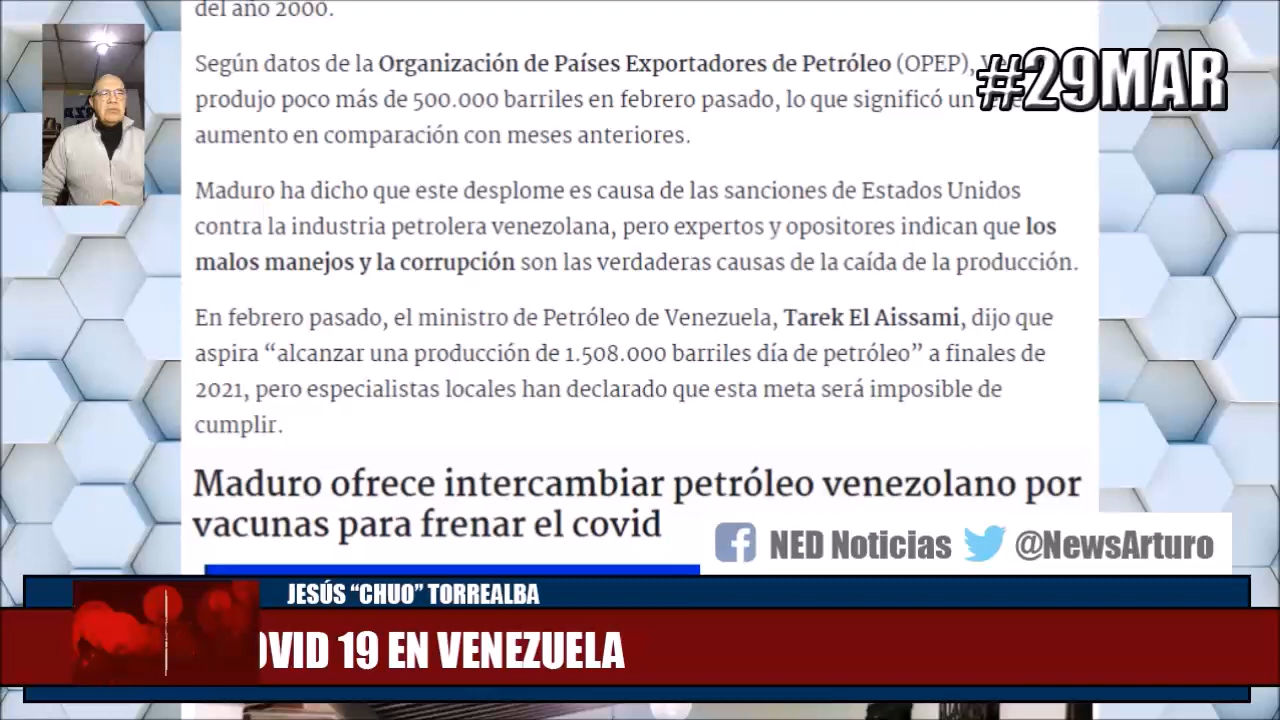 del año 2000.
Según datos de la Organización de Países Exportadores de Petróleo (OPEP),
#29MAR
produjo poco más de 500.000 barriles en febrero pasado, lo que significó un
aumento en comparación con meses anteriores.
Maduro ha dicho que este desplome es causa de las sanciones de Estados Unidos
contra la industria petrolera venezolana, pero expertos y opositores indican que los
malos manejos y la corrupción son las verdaderas causas de la caída de la producción.
En febrero pasado, el ministro de Petróleo de Venezuela, Tarek El Aissami, dijo que
aspira “alcanzar una producción de 1.508.000 barriles día de petróleo” a finales de
2021, pero especialistas locales han declarado que esta meta será imposible de
cumplir.
Maduro ofrece intercambiar petróleo venezolano por
vacunas para frenar el covid
NED Noticias @NewsArturo
JESÚS “CHUO” TORREALBA
OVID 19 EN VENEZUELA